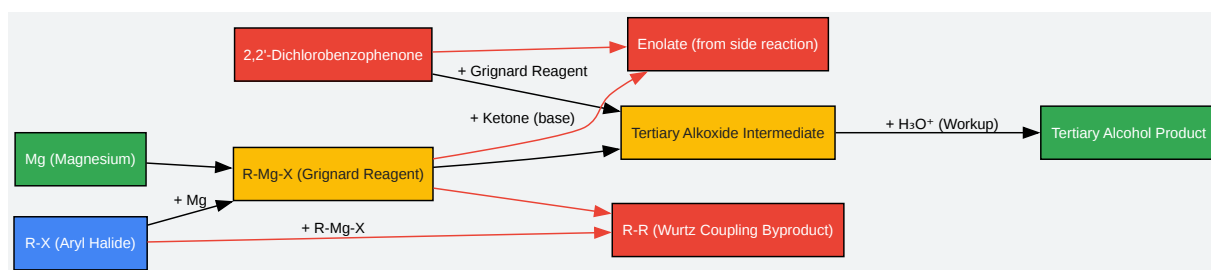 2,2'-Dichlorobenzophenone
Enolate (from side reaction)
+ Grignard Reagent
+ Ketone (base)
Tertiary Alkoxide Intermediate
+ H₃O⁺ (Workup)
Tertiary Alcohol Product
Mg (Magnesium)
R-Mg-X (Grignard Reagent)
+ Mg
R-X (Aryl Halide)
+ R-Mg-X
R-R (Wurtz Coupling Byproduct)